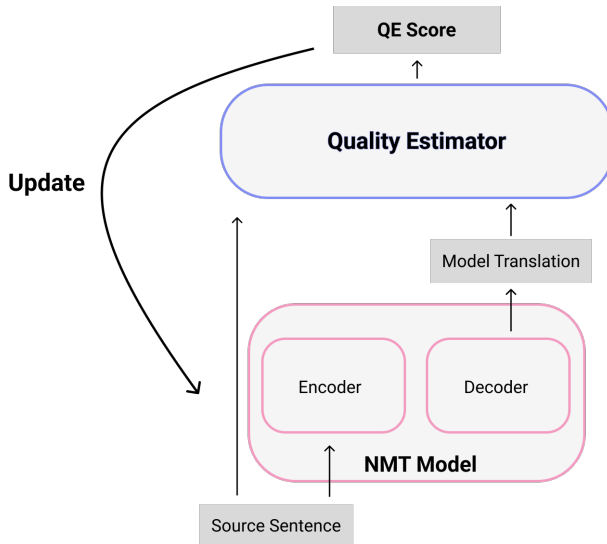 QE Score
Quality Estimator
Update
Model Translation
Encoder
Decoder
NMT Model
Source Sentence